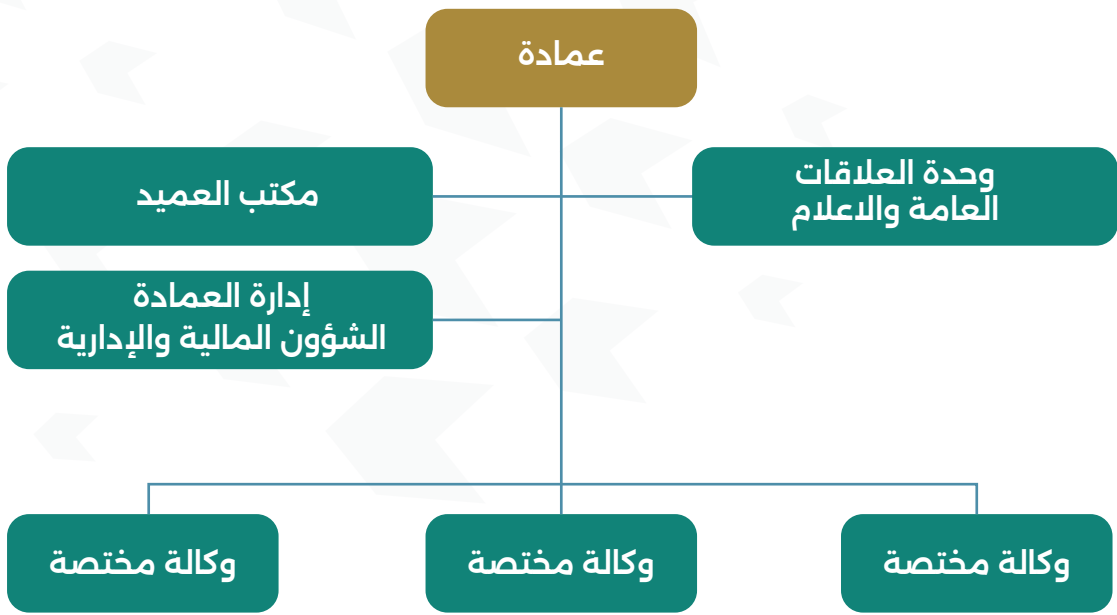 عمادة
وحدة العلاقات
العامة والاعلام
مكتب العميد
إدارة العمادة
الشؤون المالية والإدارية
وكالة مختصة
وكالة مختصة
وكالة مختصة